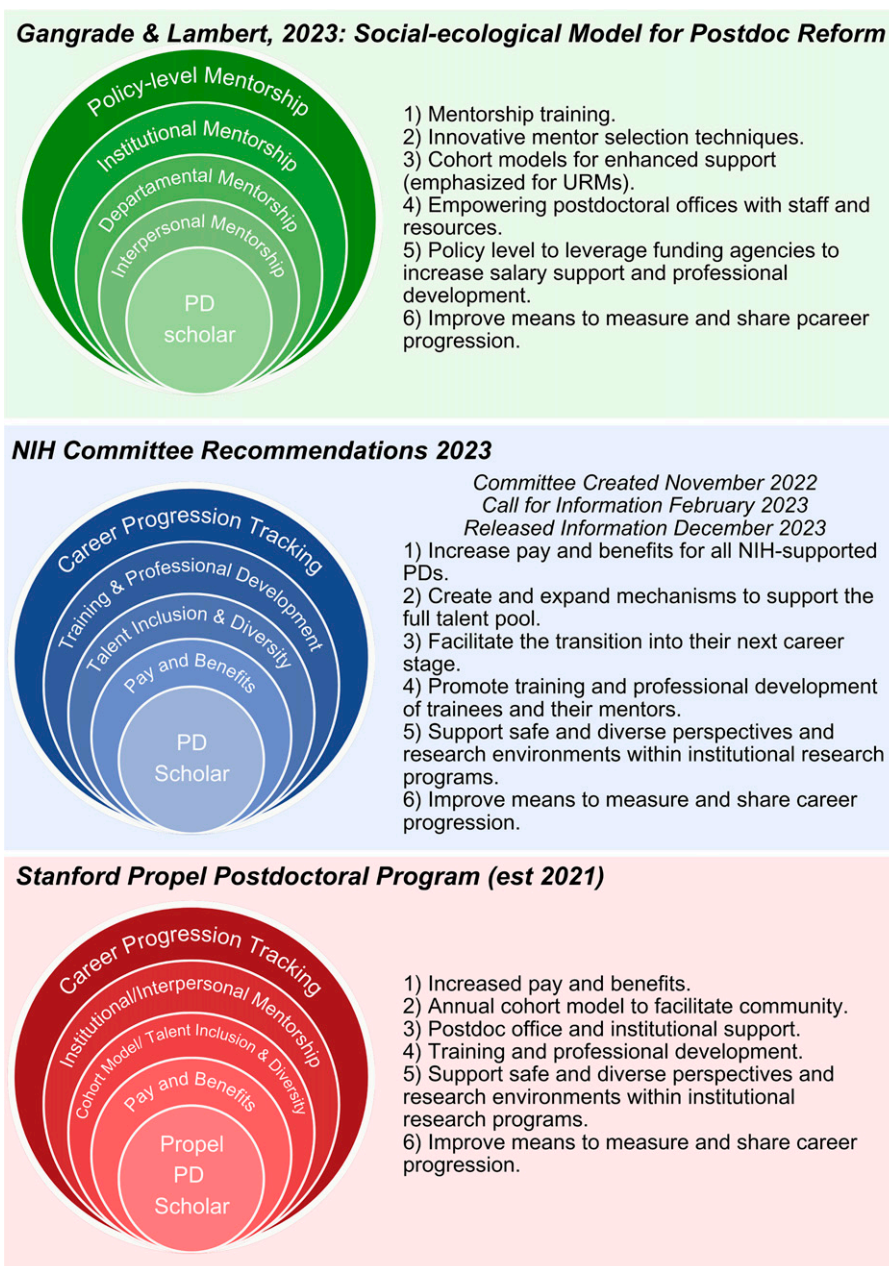 Gangrade & Lambert, 2023: Social-ecological Model for Postdoc Reform
Policy-level Mentorship
Institutional Mentorship
Departamental Mentorship
Interpersonal Mentorship
PD
scholar
1) Mentorship training.
2) Innovative mentor selection techniques.
3) Cohort models for enhanced support
(emphasized for URMs).
4) Empowering postdoctoral offices with staff and
resources.
5) Policy level to leverage funding agencies to
increase salary support and professional
development.
6) Improve means to measure and share pcareer
progression.
NIH Committee Recommendations 2023
Career Progression Tracking
Training & Professional Development
Talent Inclusion & Diversity
Pay and Benefits
PD
Scholar
Committee Created November 2022
Call for Information February 2023
Released Information December 2023
1) Increase pay and benefits for all NIH-supported
PDs.
2) Create and expand mechanisms to support the
full talent pool.
3) Facilitate the transition into their next career
stage.
4) Promote training and professional development
of trainees and their mentors.
5) Support safe and diverse perspectives and
research environments within institutional research
programs.
6) Improve means to measure and share career
progression.
Stanford Propel Postdoctoral Program (est 2021)
Career Progression Tracking
Institutional/Interpersonal Mentorship
Cohort Model/ Talent Inclusion & Diversity
Pay and Benefits
Propel
PD
Scholar
1) Increased pay and benefits.
2) Annual cohort model to facilitate community.
3) Postdoc office and institutional support.
4) Training and professional development.
5) Support safe and diverse perspectives and
research environments within institutional
research programs.
6) Improve means to measure and share career
progression.